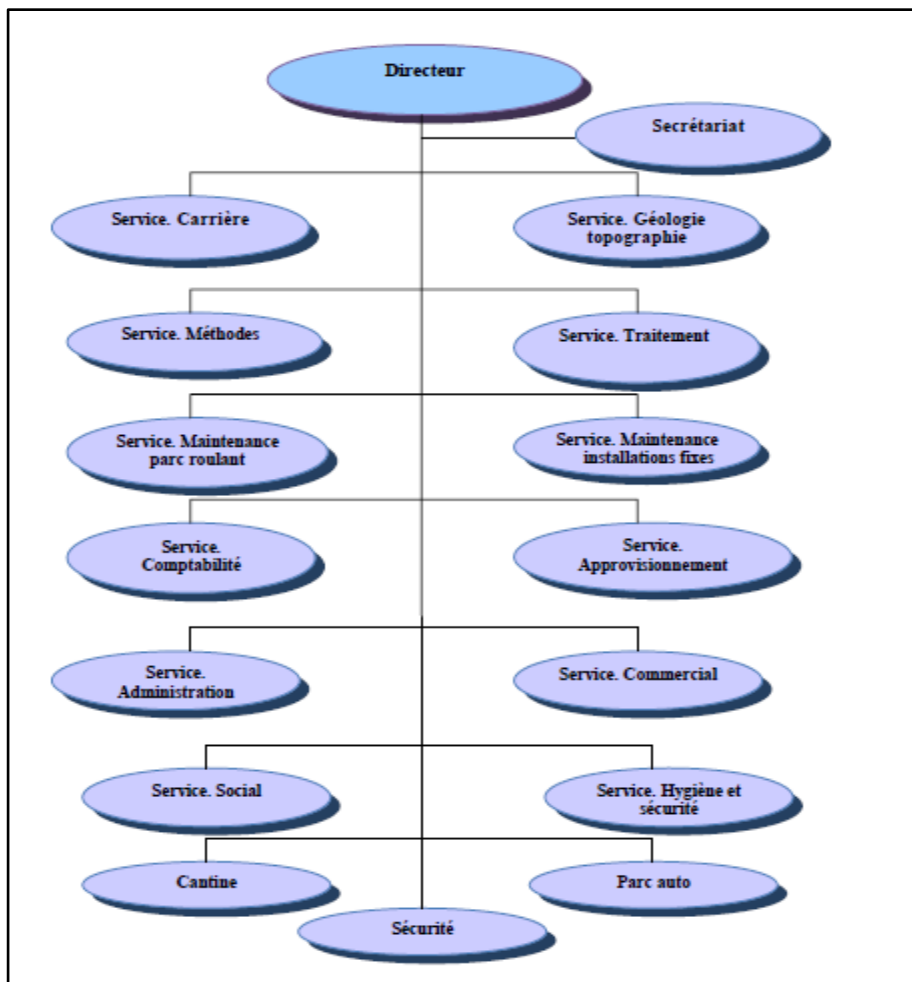 Directeur
Secrétariat
Service. Carrière
Service. Géologie
topographie
Service. Méthodes
Service. Traitement
Service. Maintenance
parc roulant
Service. Maintenance
installations fixes
Service.
Comptabilité
Service.
Approvisionnement
Service.
Administration
Service. Commercial
Service. Social
Service. Hygiène et
sécurité
Cantine
Parc auto
Sécurité